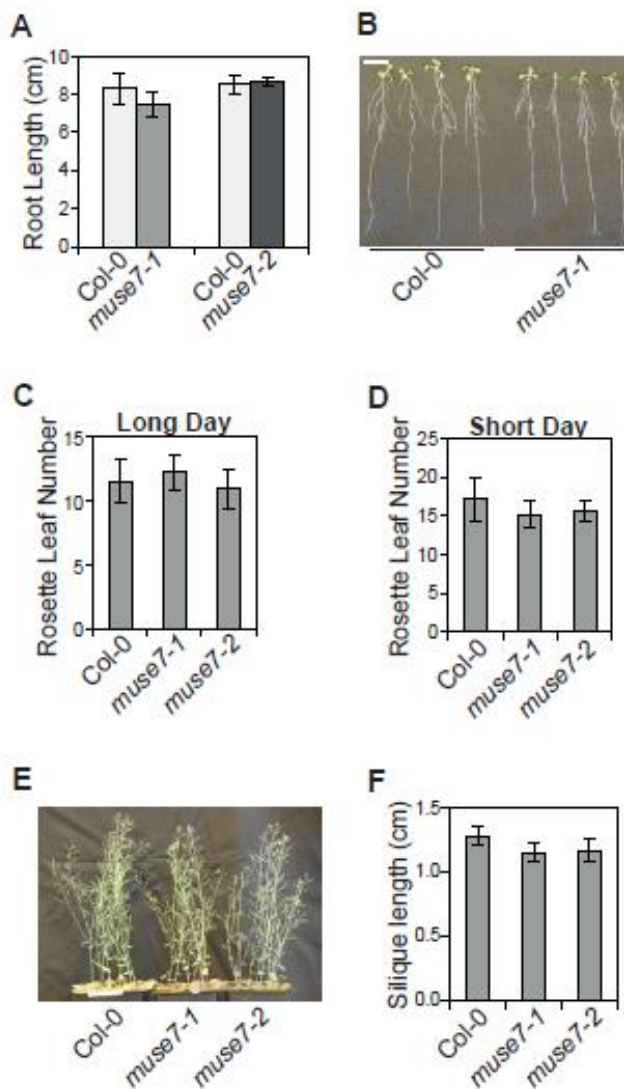 A
Root Length (cm)
10
8
6
4
2
0
Col-0
muse7-1
Col-0
muse7-2
B
Col-0
muse7-1
C
Long Day
Rosette Leaf Number
15
10
5
0
Col-0
muse7-1
muse7-2
D
Short Day
Rosette Leaf Number
25
20
15
10
5
0
Col-0
muse7-1
muse7-2
E
Col-0
muse7-1
muse7-2
F
Silique length (cm)
1.5
1.0
0.5
0.0
Col-0
muse7-1
muse7-2